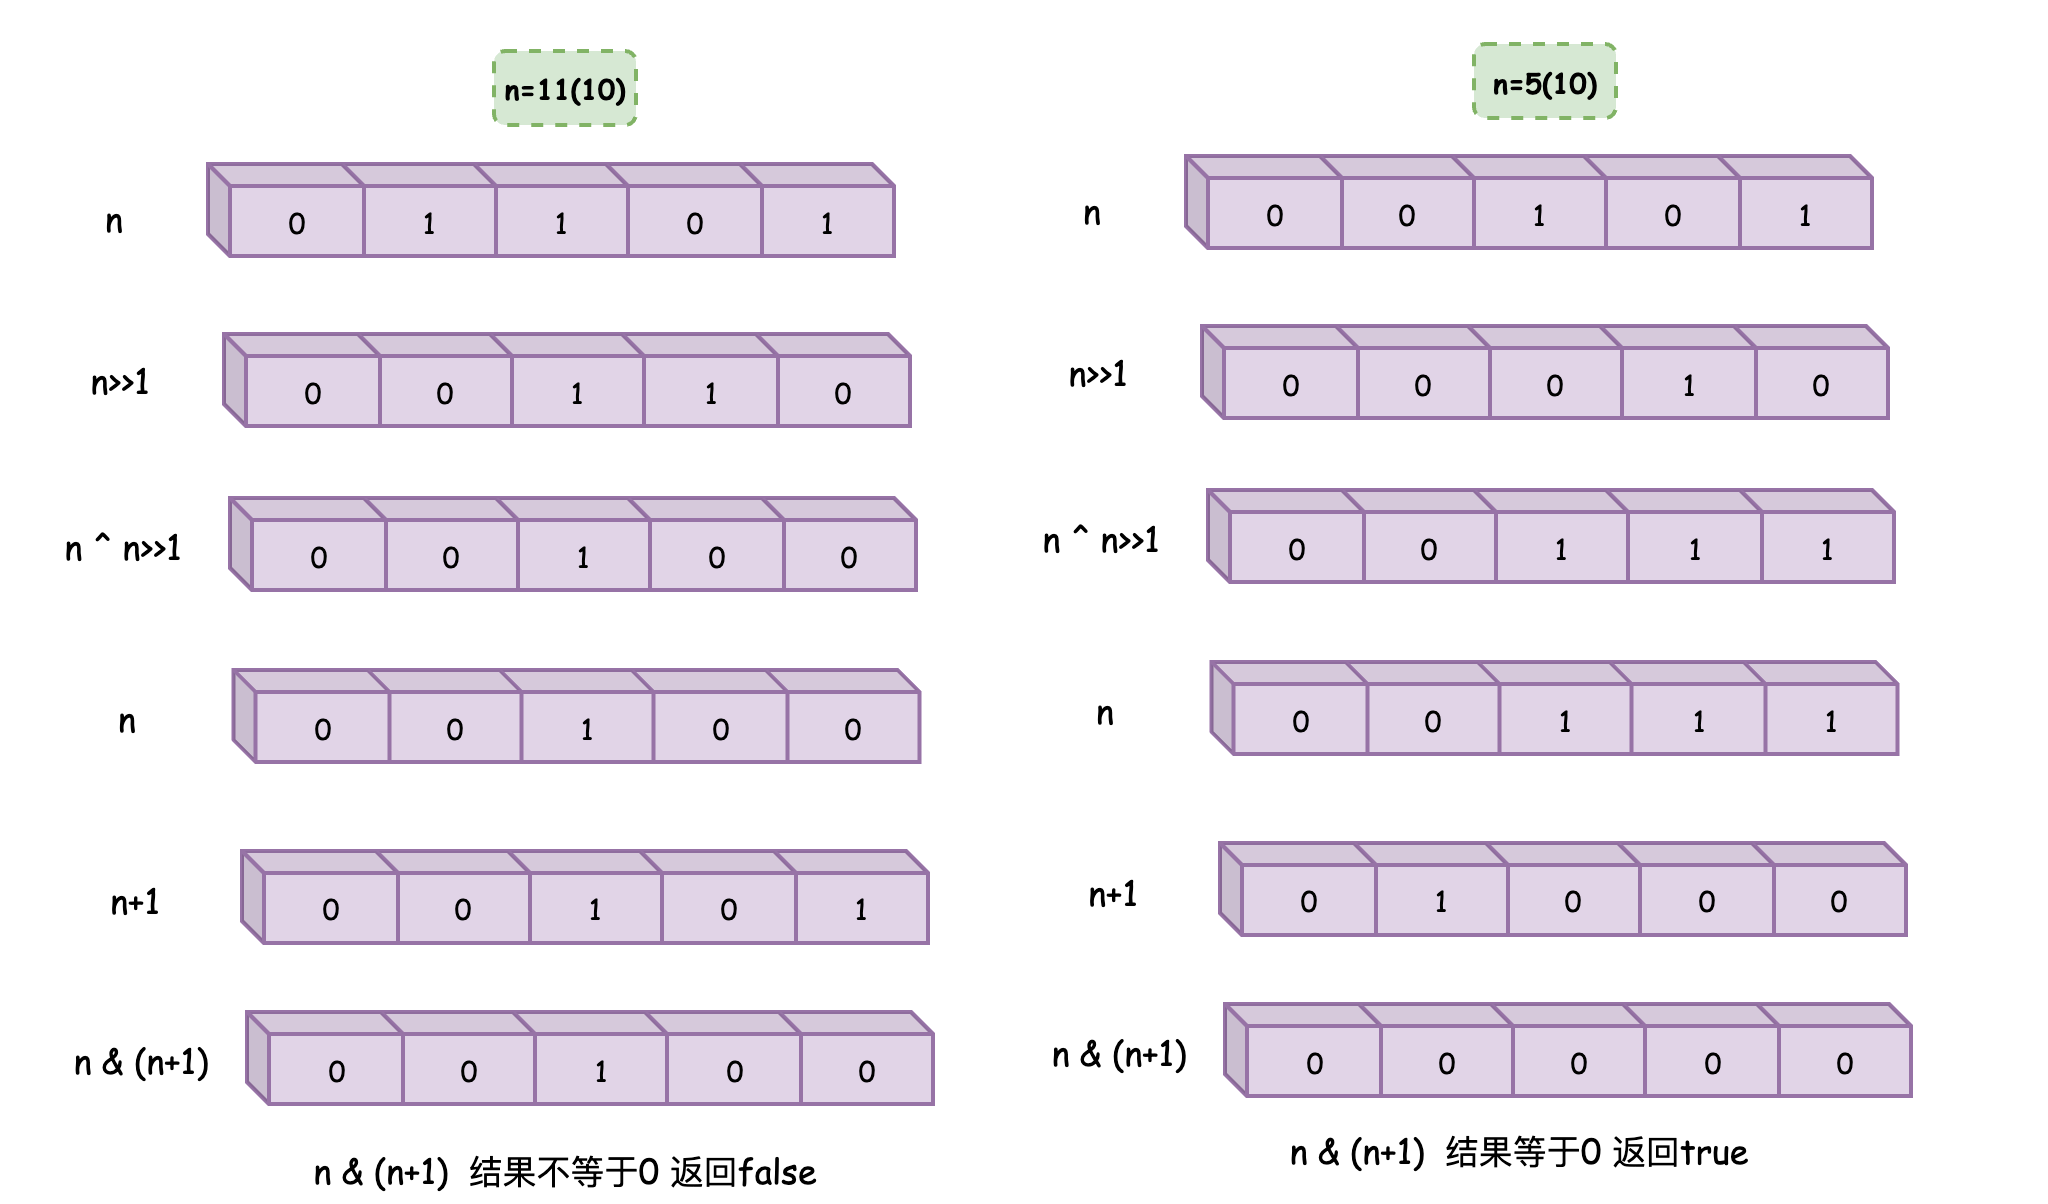 n=11(10)
n 0 1 1 0 1
n>>1 0 0 1 1 0
n ^ n>>1 0 0 1 0 0
n 0 0 1 0 0
n+1 0 0 1 0 1
n & (n+1) 0 0 1 0 0
n & (n+1) 结果不等于0 返回false
n=5(10)
n 0 0 1 0 1
n>>1 0 0 0 1 0
n ^ n>>1 0 0 1 1 1
n 0 0 1 1 1
n+1 0 1 0 0 0
n & (n+1) 0 0 0 0 0
n & (n+1) 结果等于0 返回true